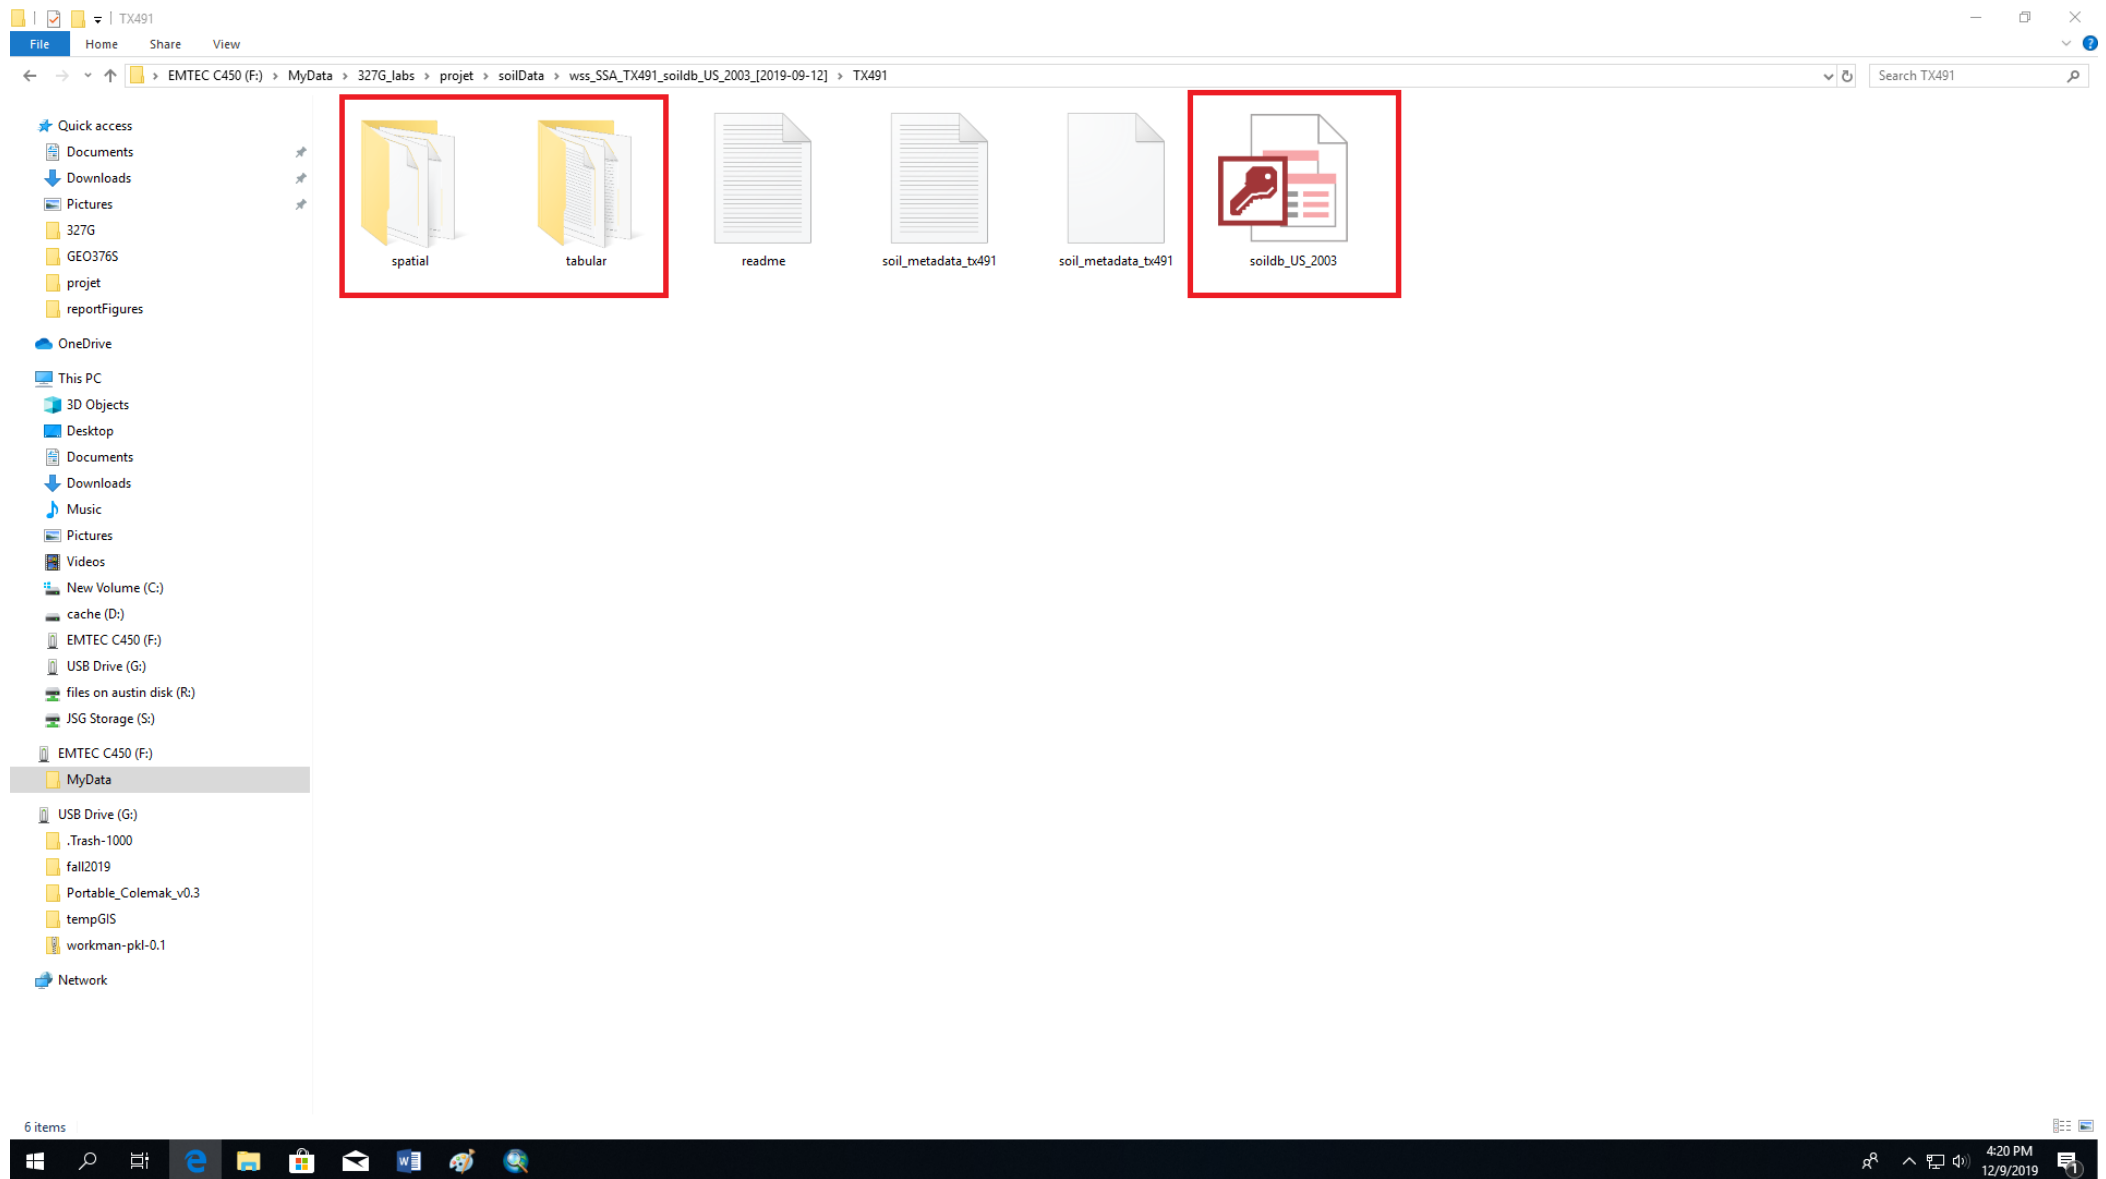 TX491
File Home Share View
EMTEC C450 (F:) > MyData > 327G_labs > projet > soilData > wss_SSA_TX491_soildb_US_2003_[2019-09-12] > TX491
Search TX491
Quick access
Documents
Downloads
Pictures
327G
GEO376S
projet
reportFigures
OneDrive
This PC
3D Objects
Desktop
Documents
Downloads
Music
Pictures
Videos
New Volume (C:)
cache (D:)
EMTEC C450 (F:)
USB Drive (G:)
files on austin disk (R:)
JSG Storage (S:)
EMTEC C450 (F:)
MyData
USB Drive (G:)
.Trash-1000
fall2019
Portable_Colemak_v0.3
tempGIS
workman-pkl-0.1
Network
spatial tabular readme soil_metadata_tx491 soil_metadata_tx491 soildb_US_2003
6 items
4:20 PM
12/9/2019
1